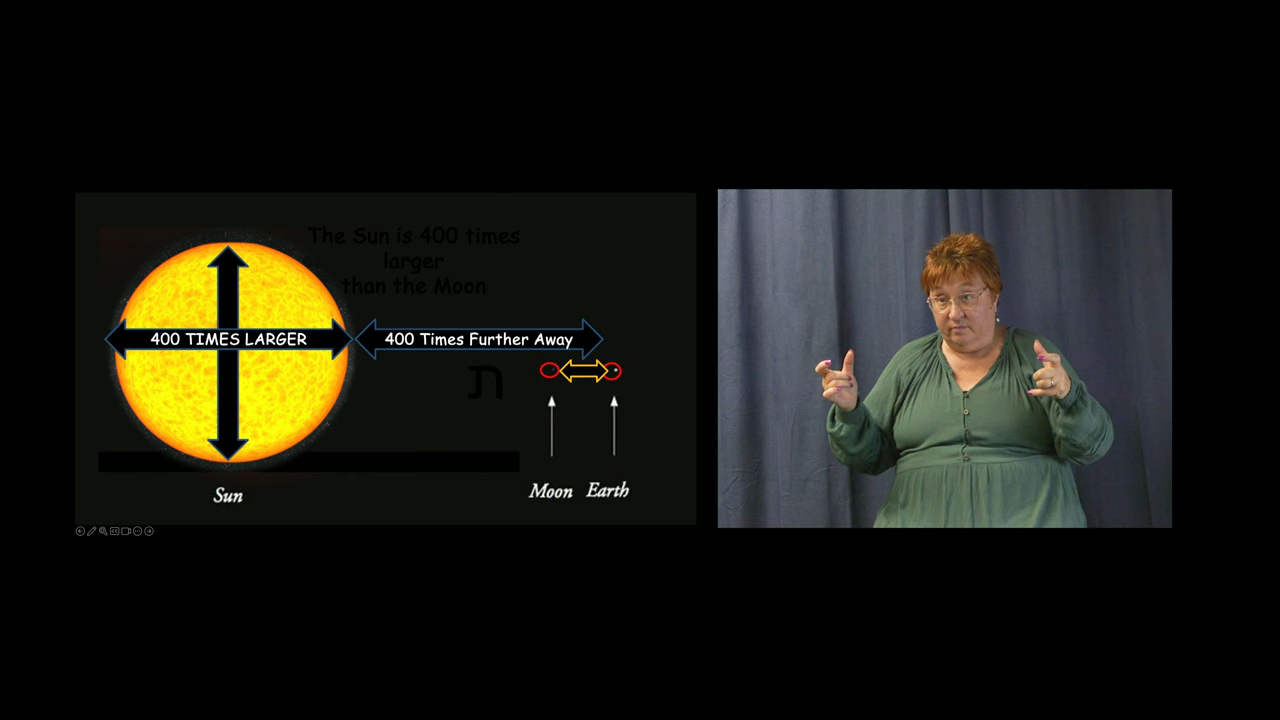 The Sun is 400 times
larger
than the Moon
400 TIMES LARGER
400 Times Further Away
ת
Moon
Earth
Sun